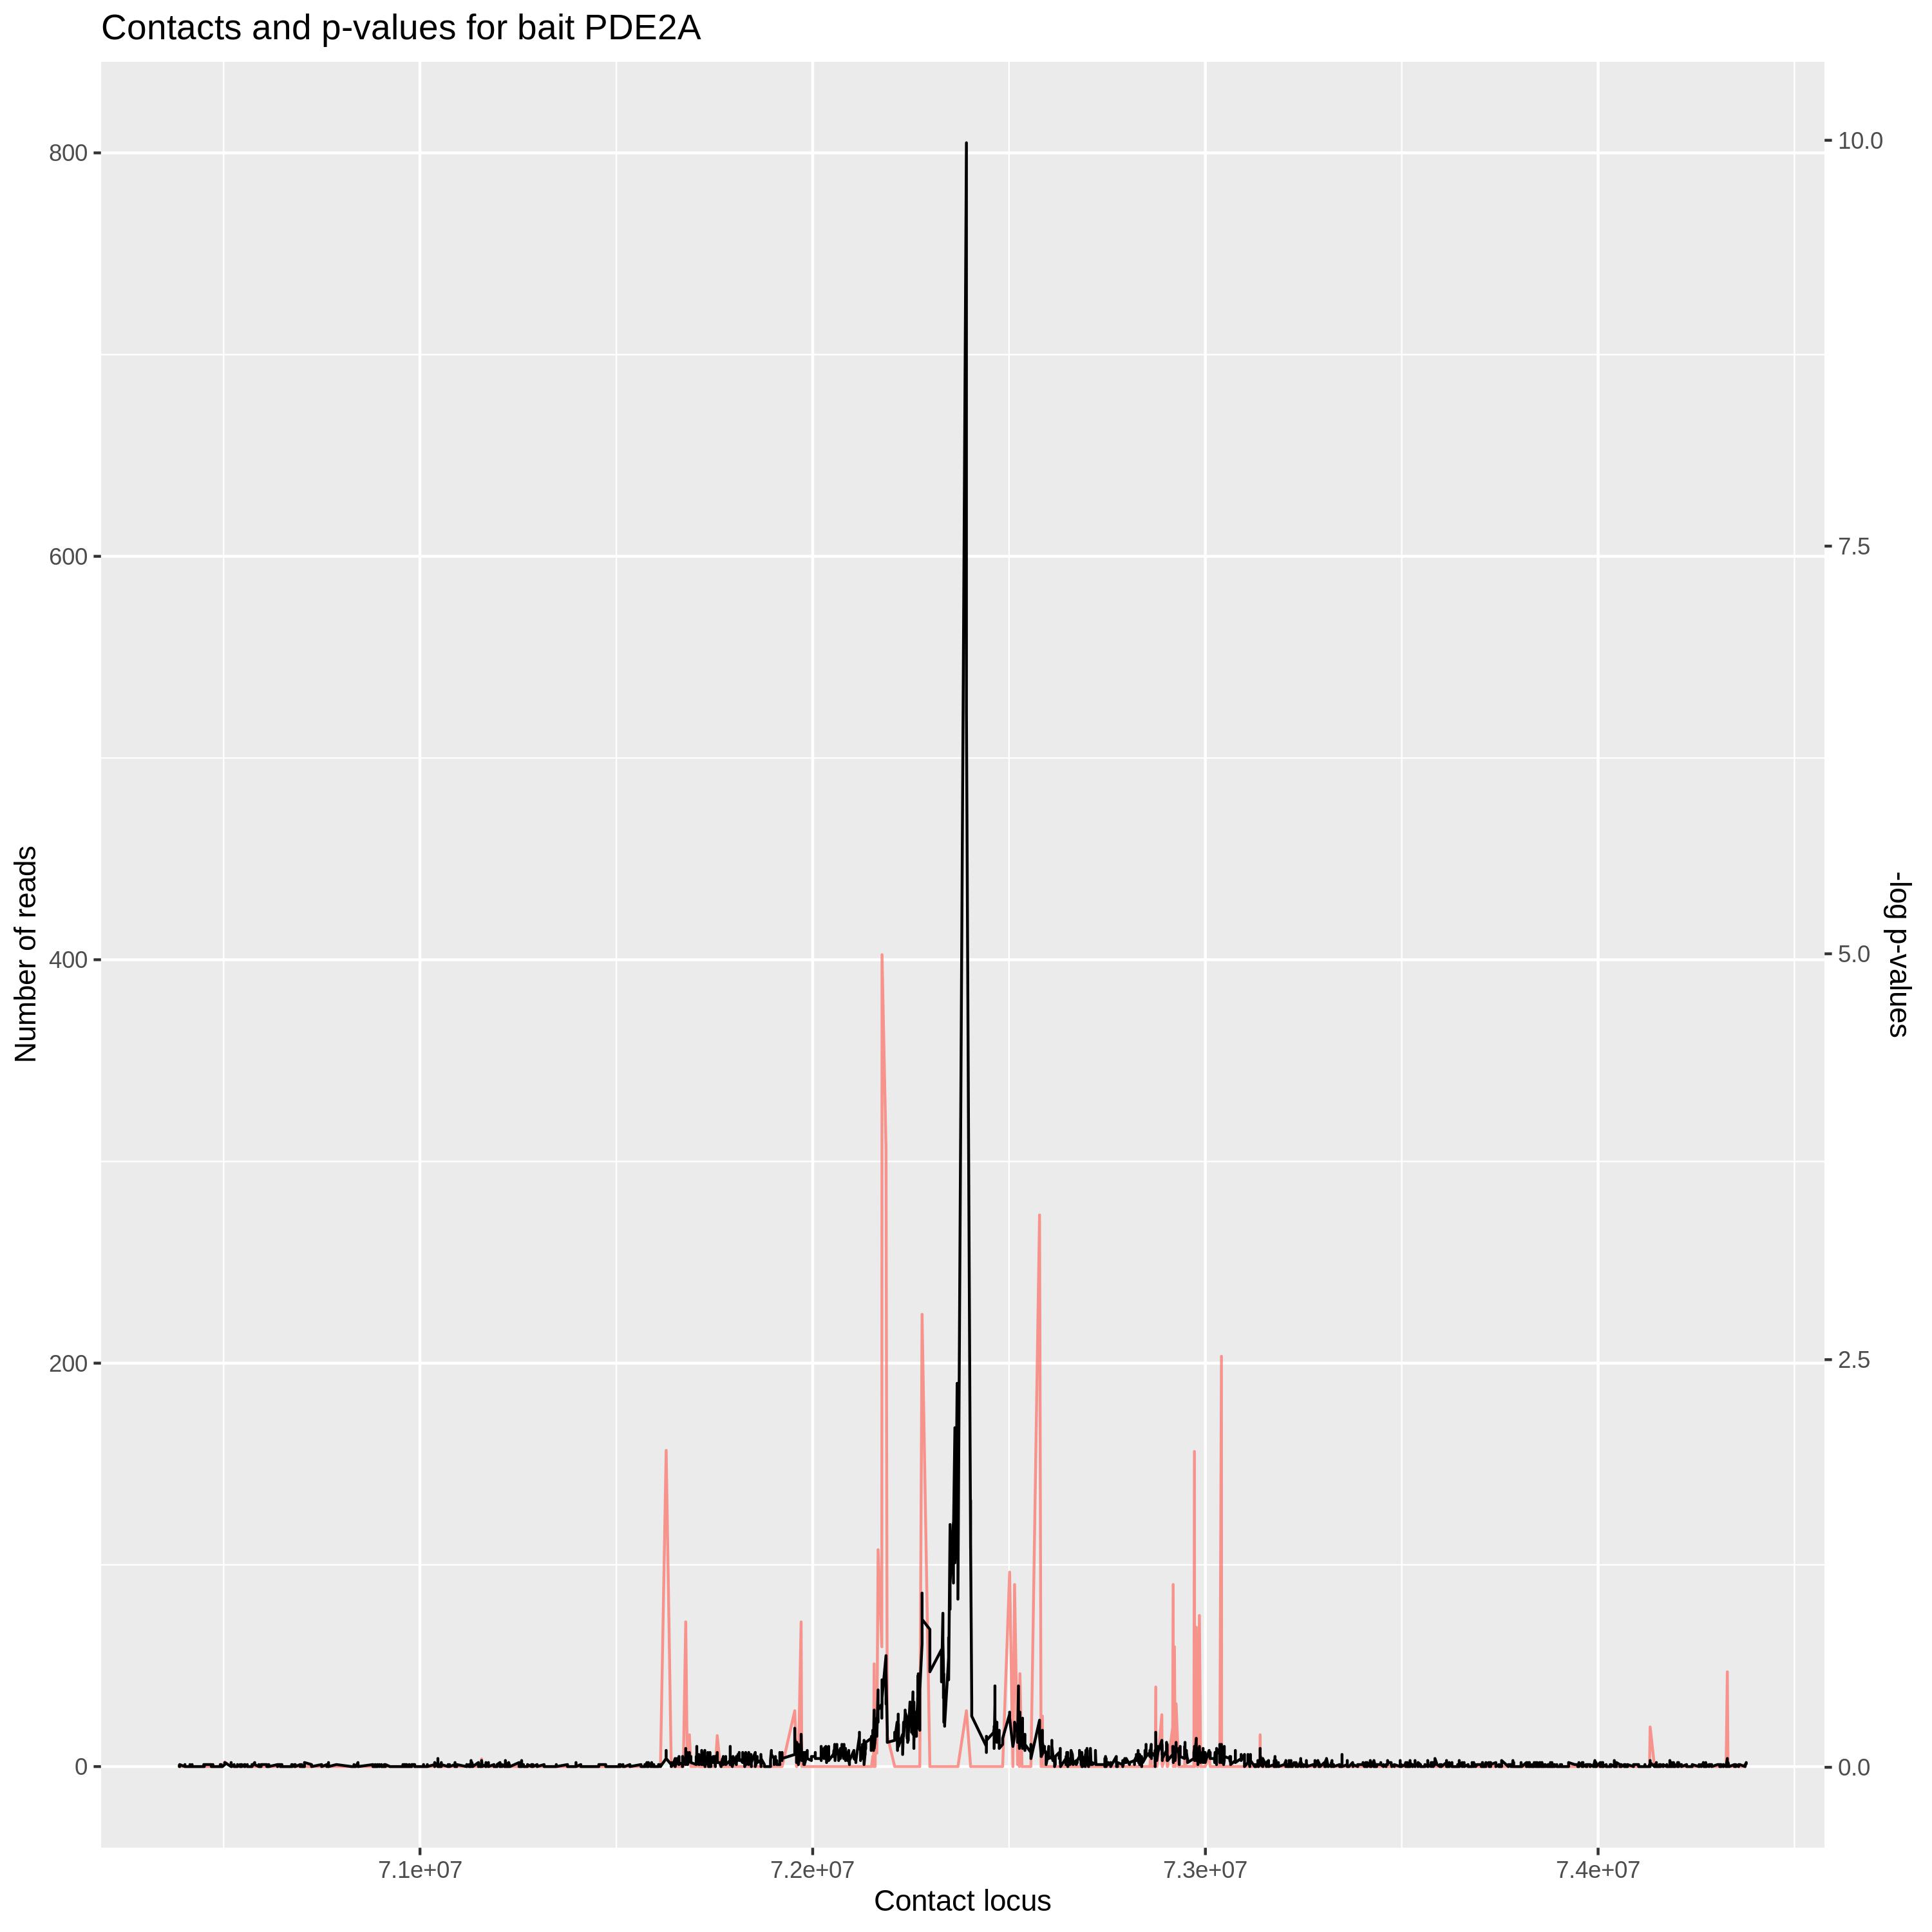 Contacts and p-values for bait PDE2A
800
600
400
200
0
10.0
7.5
5.0
2.5
0.0
Number of reads
-log p-values
7.1e+07
7.2e+07
7.3e+07
7.4e+07
Contact locus